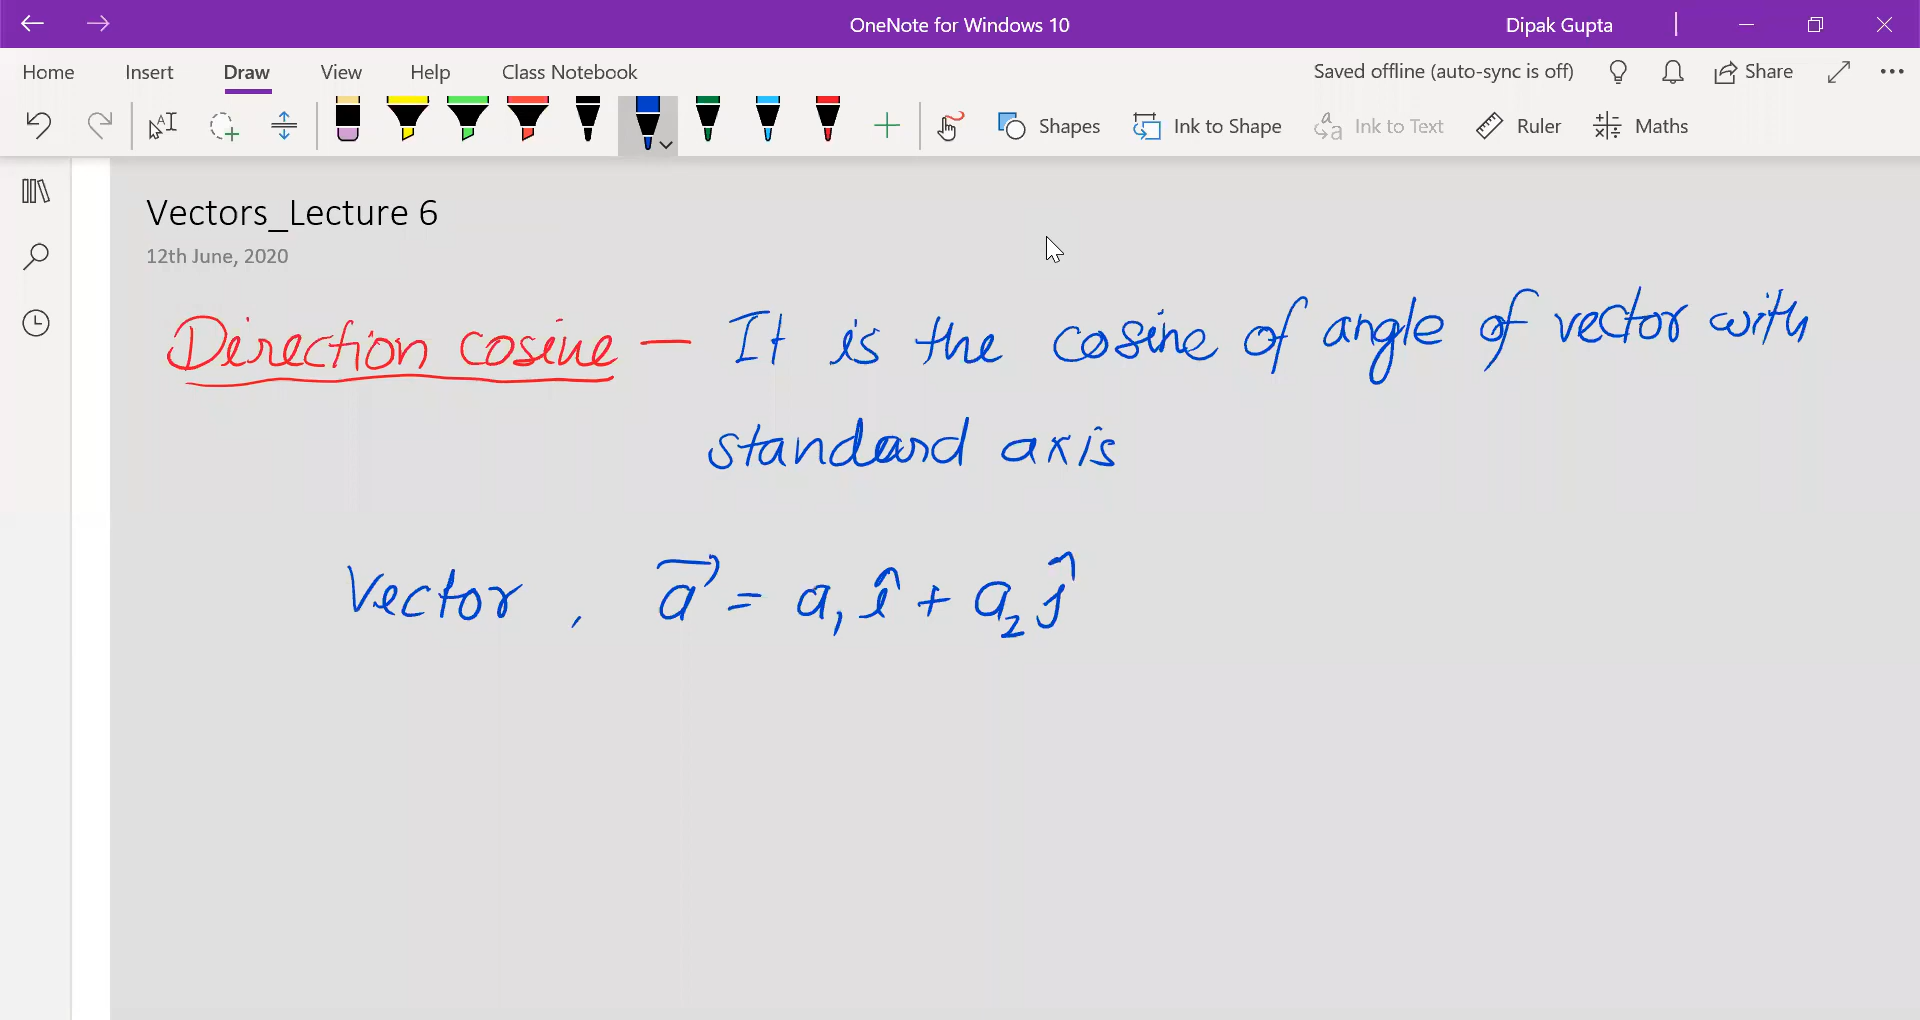 OneNote for Windows 10
Dipak Gupta
Home Insert Draw View Help Class Notebook
Saved offline (auto-sync is off) Share
Shapes Ink to Shape Ink to Text Ruler Maths
Vectors_Lecture 6
12th June, 2020
Direction cosine — It is the cosine of angle of vector with
standard axis
Vector, a⃗ = a₁ î + a₂ ĵ